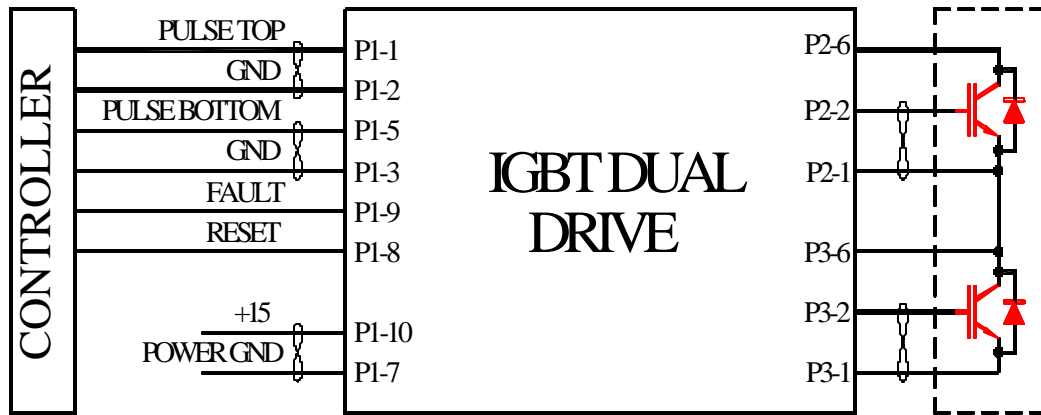 CONTROLLER
PULSE TOP
GND
PULSE BOTTOM
GND
FAULT
RESET
+15
POWER GND
P1-1
P1-2
P1-5
P1-3
P1-9
P1-8
P1-10
P1-7
IGBT DUAL
DRIVE
P2-6
P2-2
P2-1
P3-6
P3-2
P3-1